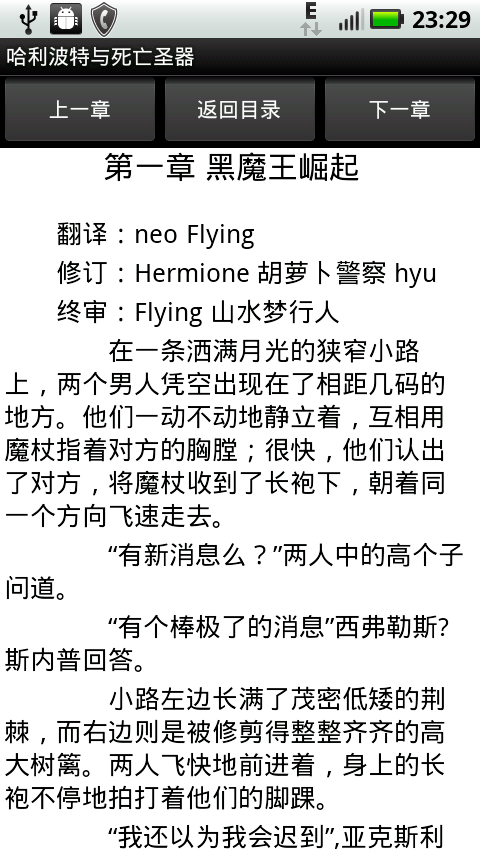 E
23:29
哈利波特与死亡圣器
上一章
返回目录
下一章
第一章 黑魔王崛起
翻译：neo Flying
修订：Hermione 胡萝卜警察 hyu
终审：Flying 山水梦行人
在一条洒满月光的狭窄小路
上，两个男人凭空出现在了相距几码的
地方。他们一动不动地静立着，互相用
魔杖指着对方的胸膛；很快，他们认出
了对方，将魔杖收到了长袍下，朝着同
一个方向飞速走去。
“有新消息么？”两人中的高个子
问道。
“有个棒极了的消息”西弗勒斯?
斯内普回答。
小路左边长满了茂密低矮的荆
棘，而右边则是被修剪得整整齐齐的高
大树篱。两人飞快地前进着，身上的长
袍不停地拍打着他们的脚踝。
“我还以为我会迟到”,亚克斯利